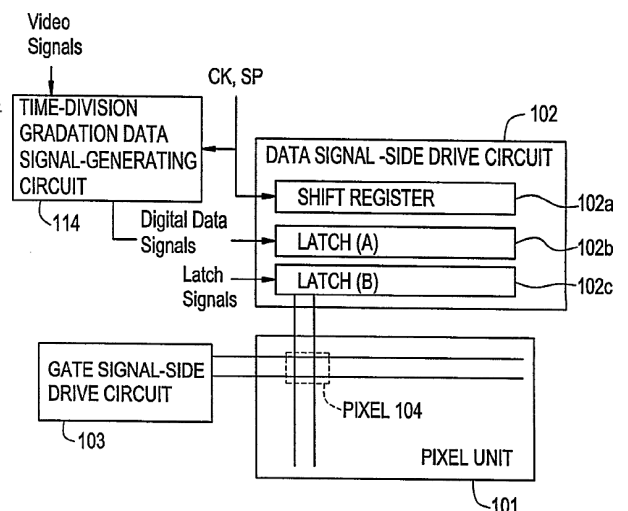 Video
Signals
CK, SP
TIME-DIVISION
GRADATION DATA
SIGNAL-GENERATING
CIRCUIT
114
102
DATA SIGNAL -SIDE DRIVE CIRCUIT
SHIFT REGISTER
102a
Digital Data
Signals
LATCH (A)
102b
Latch
Signals
LATCH (B)
102c
GATE SIGNAL-SIDE
DRIVE CIRCUIT
103
PIXEL 104
PIXEL UNIT
101